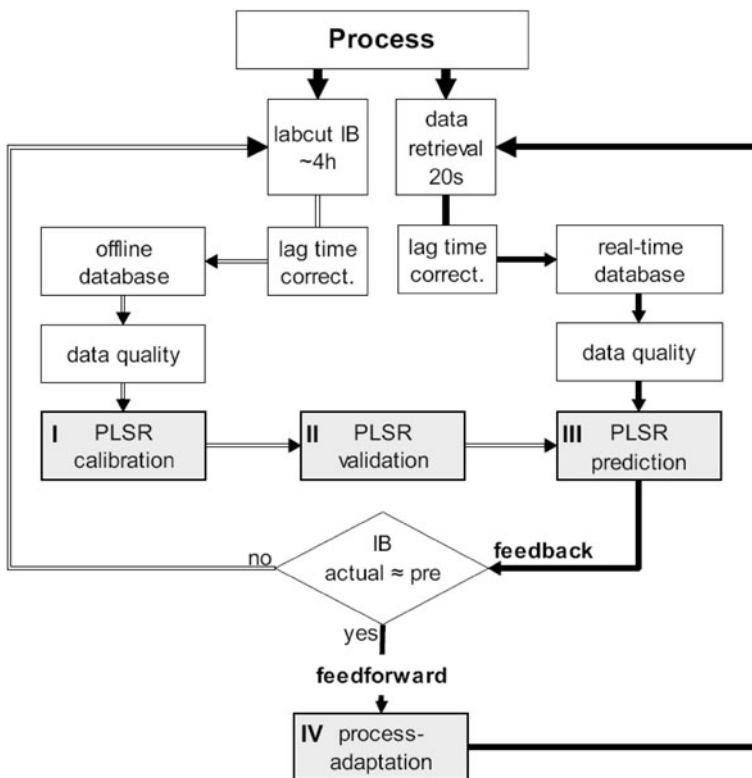 Process
labcut IB
~4h
data
retrieval
20s
offline
database
lag time
correct.
lag time
correct.
real-time
database
data quality
data quality
I PLSR
calibration
II PLSR
validation
III PLSR
prediction
IB
actual ≈ pre
no
feedback
yes
feedforward
IV process-
adaptation